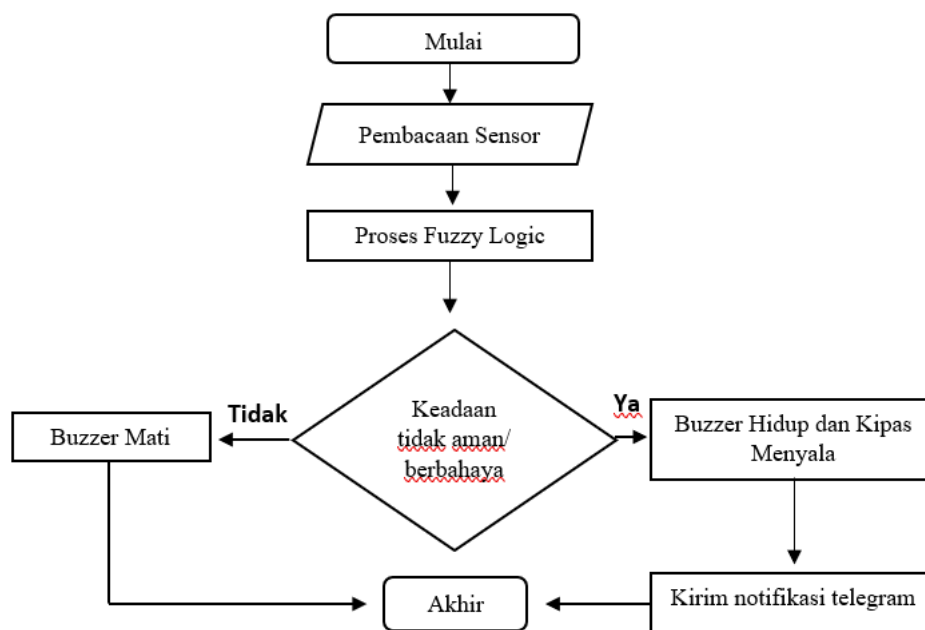 Mulai
Pembacaan Sensor
Proses Fuzzy Logic
Keadaan
tidak aman/
berbahaya
Tidak
Buzzer Mati
Ya
Buzzer Hidup dan Kipas
Menyala
Kirim notifikasi telegram
Akhir